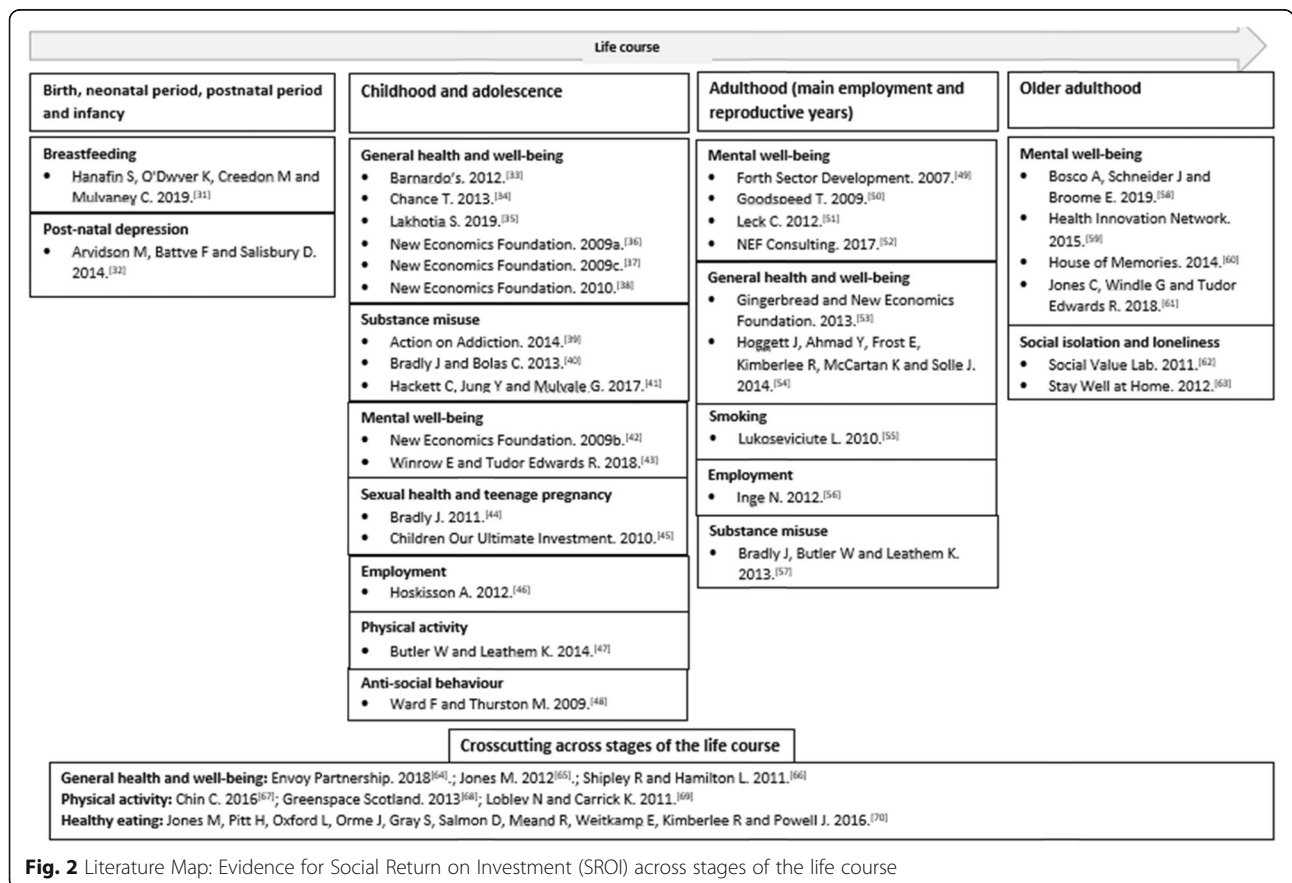 Life course
Birth, neonatal period, postnatal period
and infancy
Breastfeeding
• Hanafin S, O'Dwyer K, Creedon M and
Mulvaney C. 2019.[31]
Post-natal depression
• Arvidson M, Battye F and Salisbury D.
2014.[32]
Childhood and adolescence
General health and well-being
• Barnardo's. 2012.[33]
• Chance T. 2013.[34]
• Lakhotia S. 2019.[35]
• New Economics Foundation. 2009a.[36]
• New Economics Foundation. 2009c.[37]
• New Economics Foundation. 2010.[38]
Substance misuse
• Action on Addiction. 2014.[39]
• Bradly J and Bolas C. 2013.[40]
• Hackett C, Jung Y and Mulvale G. 2017.[41]
Mental well-being
• New Economics Foundation. 2009b.[42]
• Winrow E and Tudor Edwards R. 2018.[43]
Sexual health and teenage pregnancy
• Bradly J. 2011.[44]
• Children Our Ultimate Investment. 2010.[45]
Employment
• Hoskisson A. 2012.[46]
Physical activity
• Butler W and Leathem K. 2014.[47]
Anti-social behaviour
• Ward F and Thurston M. 2009.[48]
Adulthood (main employment and
reproductive years)
Mental well-being
• Forth Sector Development. 2007.[49]
• Goodspeed T. 2009.[50]
• Leck C. 2012.[51]
• NEF Consulting. 2017.[52]
General health and well-being
• Gingerbread and New Economics
Foundation. 2013.[53]
• Hoggett J, Ahmad Y, Frost E,
Kimberlee R, McCartan K and Solle J.
2014.[54]
Smoking
• Lukoseviciute L. 2010.[55]
Employment
• Inge N. 2012.[56]
Substance misuse
• Bradly J, Butler W and Leathem K.
2013.[57]
Older adulthood
Mental well-being
• Bosco A, Schneider J and
Broome E. 2019.[58]
• Health Innovation Network.
2015.[59]
• House of Memories. 2014.[60]
• Jones C, Windle G and Tudor
Edwards R. 2018.[61]
Social isolation and loneliness
• Social Value Lab. 2011.[62]
• Stay Well at Home. 2012.[63]
Crosscutting across stages of the life course
General health and well-being: Envoy Partnership. 2018[64].; Jones M. 2012[65].; Shipley R and Hamilton L. 2011.[66]
Physical activity: Chin C. 2016[67]; Greenspace Scotland. 2013[68]; Lobley N and Carrick K. 2011.[69]
Healthy eating: Jones M, Pitt H, Oxford L, Orme J, Gray S, Salmon D, Meand R, Weitkamp E, Kimberlee R and Powell J. 2016.[70]
Fig. 2 Literature Map: Evidence for Social Return on Investment (SROI) across stages of the life course